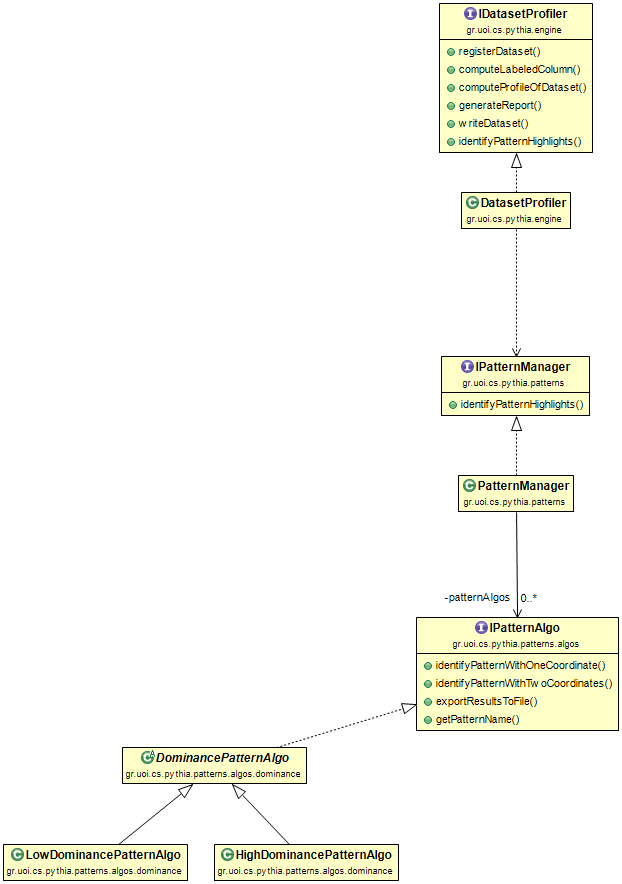 IDatasetProfiler
gr.uoi.cs.pythia.engine
registerDataset()
computeLabeledColumn()
computeProfileOfDataset()
generateReport()
writeDataset()
identifyPatternHighlights()
DatasetProfiler
gr.uoi.cs.pythia.engine
IPatternManager
gr.uoi.cs.pythia.patterns
identifyPatternHighlights()
PatternManager
gr.uoi.cs.pythia.patterns
-patternAlgos 0..*
IPatternAlgo
gr.uoi.cs.pythia.patterns.algos
identifyPatternWithOneCoordinate()
identifyPatternWithTwoCoordinates()
exportResultsToFile()
getPatternName()
DominancePatternAlgo
gr.uoi.cs.pythia.patterns.algos.dominance
LowDominancePatternAlgo
gr.uoi.cs.pythia.patterns.algos.dominance
HighDominancePatternAlgo
gr.uoi.cs.pythia.patterns.algos.dominance